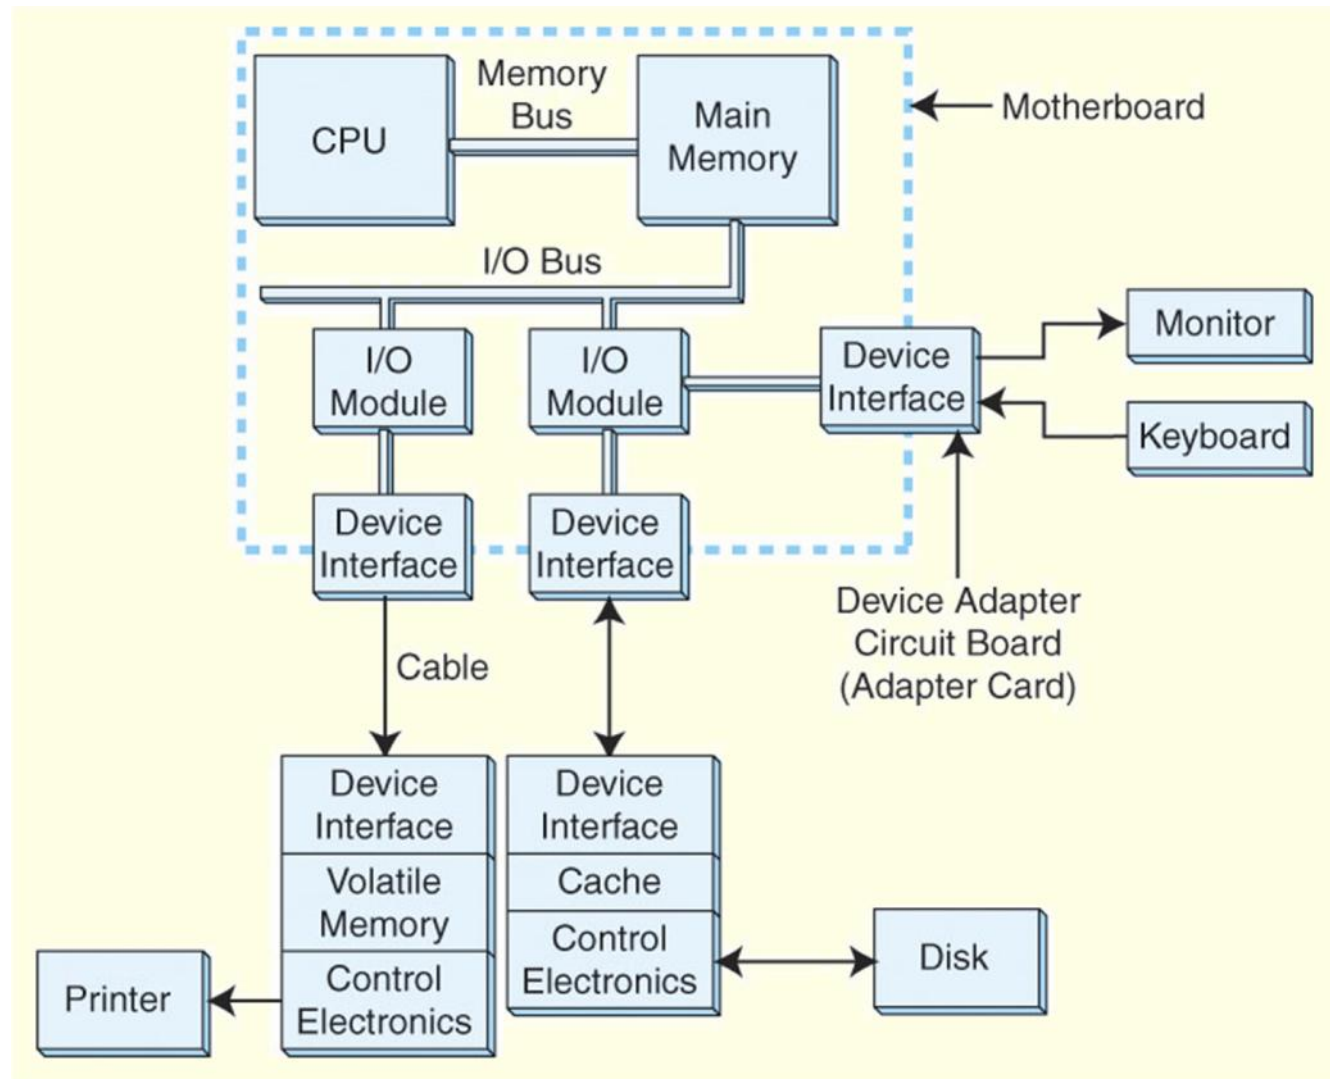 CPU
Memory
Bus
Main
Memory
Motherboard
I/O Bus
I/O
Module
I/O
Module
Device
Interface
Monitor
Keyboard
Device
Interface
Device
Interface
Device Adapter
Circuit Board
(Adapter Card)
Cable
Device
Interface
Volatile
Memory
Control
Electronics
Device
Interface
Cache
Control
Electronics
Printer
Disk